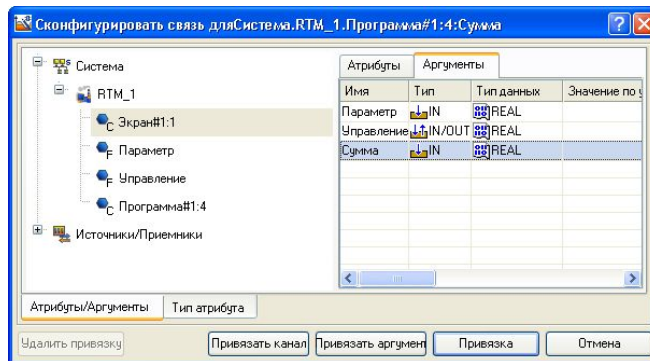 Сконфигурировать связь дляСистема.RTM_1.Программа#1:4:Сумма
Система
RTM_1
Экран#1:1
Параметр
Управление
Программа#1:4
Источники/Приемники
Атрибуты/Аргументы Тип атрибута
Атрибуты Аргументы
Имя Тип Тип данных Значение по у
Параметр IN REAL
Управление IN/OUT REAL
Сумма IN REAL
Удалить привязку Привязать канал Привязать аргумен Привязка Отмена